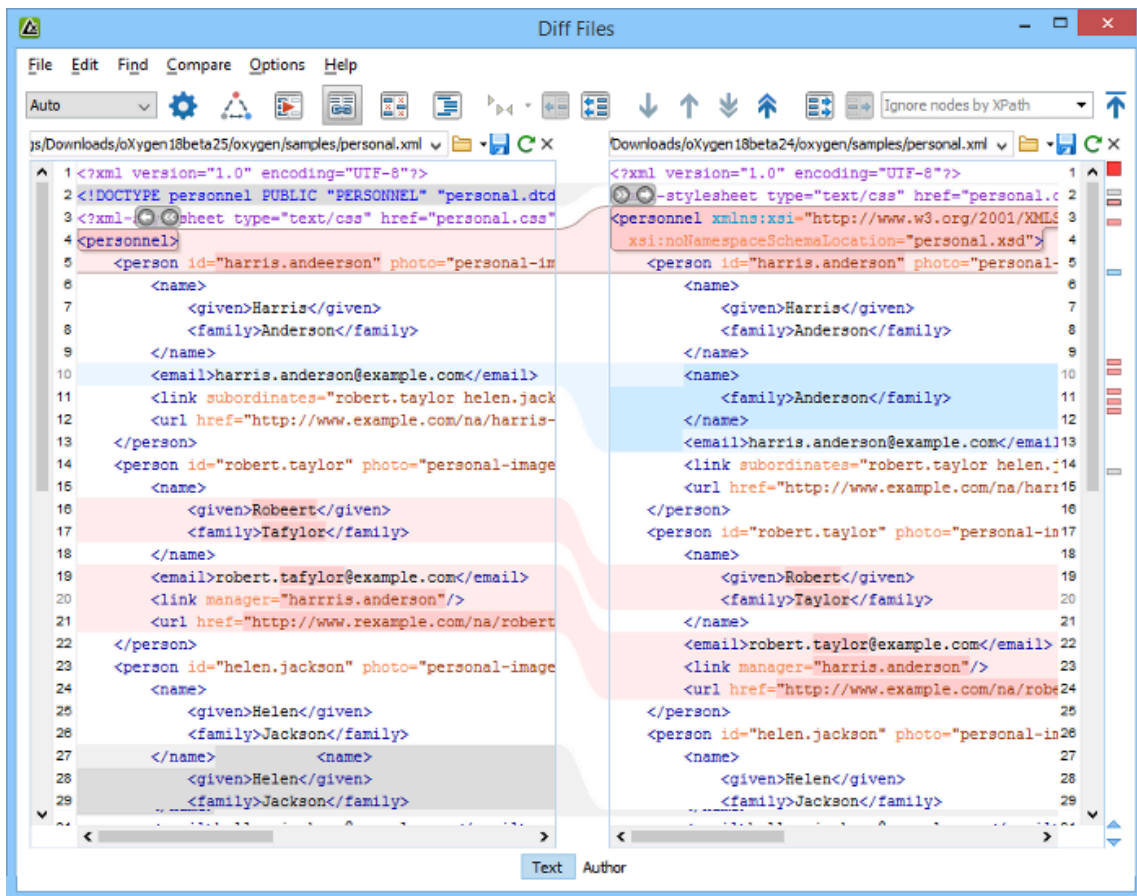 Diff Files
File Edit Find Compare Options Help
Auto
Ignore nodes by XPath
gs/Downloads/oXygen18beta25/oxygen/samples/personal.xml
1 <?xml version="1.0" encoding="UTF-8"?>
2 <!DOCTYPE personnel PUBLIC "PERSONNEL" "personal.dtd
3 <?xml- sheet type="text/css" href="personal.css"
4 <personnel>
5 <person id="harris.andeerson" photo="personal-im
6 <name>
7 <given>Harris</given>
8 <family>Anderson</family>
9 </name>
10 <email>harris.anderson@example.com</email>
11 <link subordinates="robert.taylor helen.jack
12 <url href="http://www.example.com/na/harris-
13 </person>
14 <person id="robert.taylor" photo="personal-image
15 <name>
16 <given>Robeert</given>
17 <family>Tafylor</family>
18 </name>
19 <email>robert.tafylor@example.com</email>
20 <link manager="harrris.anderson"/>
21 <url href="http://www.rexample.com/na/robert
22 </person>
23 <person id="helen.jackson" photo="personal-image
24 <name>
25 <given>Helen</given>
26 <family>Jackson</family>
27 </name> <name>
28 <given>Helen</given>
29 <family>Jackson</family>
Downloads/oXygen18beta24/oxygen/samples/personal.xml
<?xml version="1.0" encoding="UTF-8"?> 1
-stylesheet type="text/css" href="personal.c 2
<personnel xmlns:xsi="http://www.w3.org/2001/XMLS 3
xsi:noNamespaceSchemaLocation="personal.xsd"> 4
<person id="harris.anderson" photo="personal- 5
<name> 6
<given>Harris</given> 7
<family>Anderson</family> 8
</name> 9
<name> 10
<family>Anderson</family> 11
</name> 12
<email>harris.anderson@example.com</email 13
<link subordinates="robert.taylor helen.j 14
<url href="http://www.example.com/na/harr 15
</person> 16
<person id="robert.taylor" photo="personal-im 17
<name> 18
<given>Robert</given> 19
<family>Taylor</family> 20
</name> 21
<email>robert.taylor@example.com</email> 22
<link manager="harris.anderson"/> 23
<url href="http://www.example.com/na/robe 24
</person> 25
<person id="helen.jackson" photo="personal-in 26
<name> 27
<given>Helen</given> 28
<family>Jackson</family> 29
Text Author